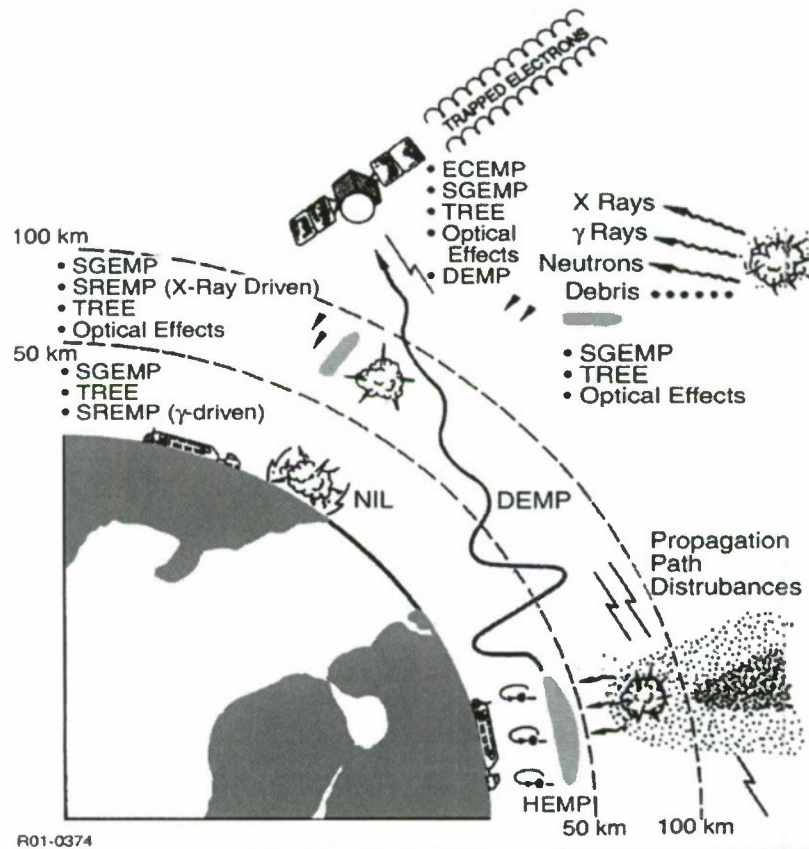 TRAPPED ELECTRONS
• ECEMP
• SGEMP
• TREE
• Optical
Effects
• DEMP
X Rays
γ Rays
Neutrons
Debris
• SGEMP
• TREE
• Optical Effects
100 km
• SGEMP
• SREMP (X-Ray Driven)
• TREE
• Optical Effects
50 km
• SGEMP
• TREE
• SREMP (γ-driven)
NIL
DEMP
Propagation
Path
Distrubances
HEMP
50 km
100 km
R01-0374